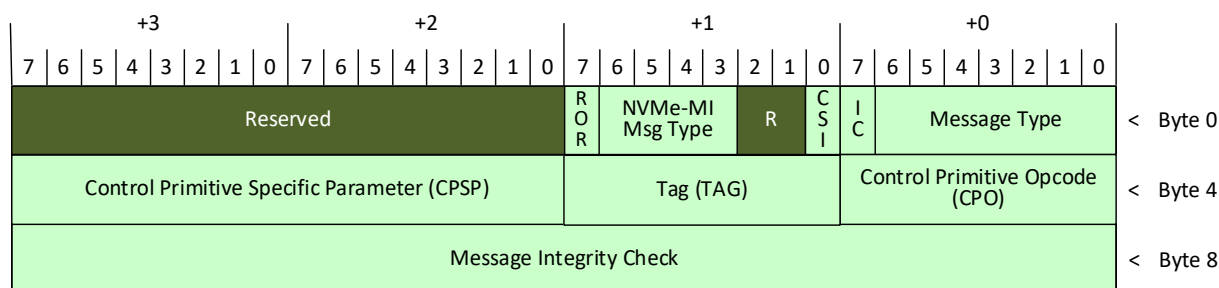 +3 +2 +1 +0
7 6 5 4 3 2 1 0 7 6 5 4 3 2 1 0 7 6 5 4 3 2 1 0 7 6 5 4 3 2 1 0
Reserved
R
O
R
NVMe-MI
Msg Type
R
C
S
I
I
C
Message Type
< Byte 0
Control Primitive Specific Parameter (CPSP)
Tag (TAG)
Control Primitive Opcode
(CPO)
< Byte 4
Message Integrity Check
< Byte 8